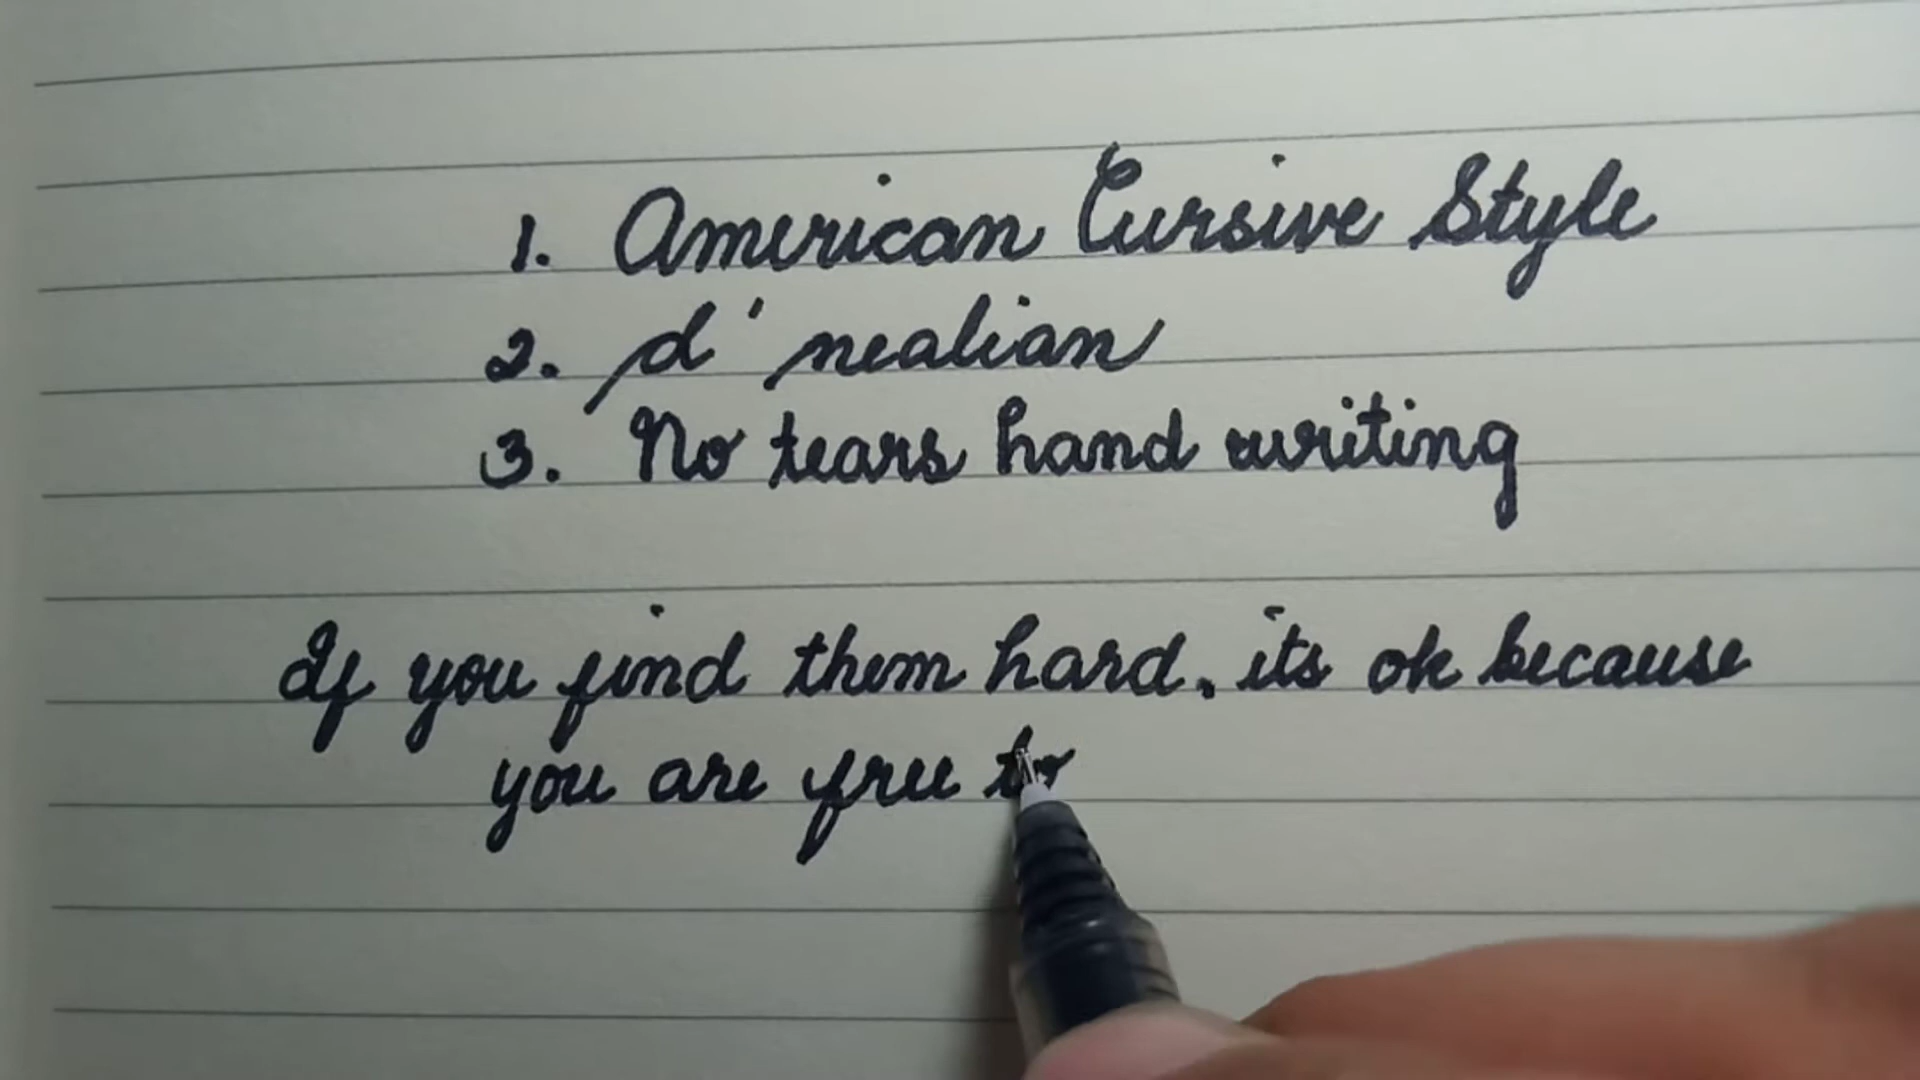 1. American Cursive Style
2. d'nealian
3. No tears hand writing
If you find them hard, its ok because
you are free to